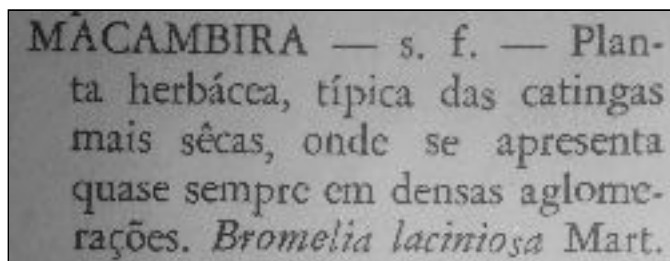 MACAMBIRA — s. f. — Plan-
ta herbácea, típica das catingas
mais sêcas, onde se apresenta
quase sempre em densas aglome-
rações. Bromelia laciniosa Mart.